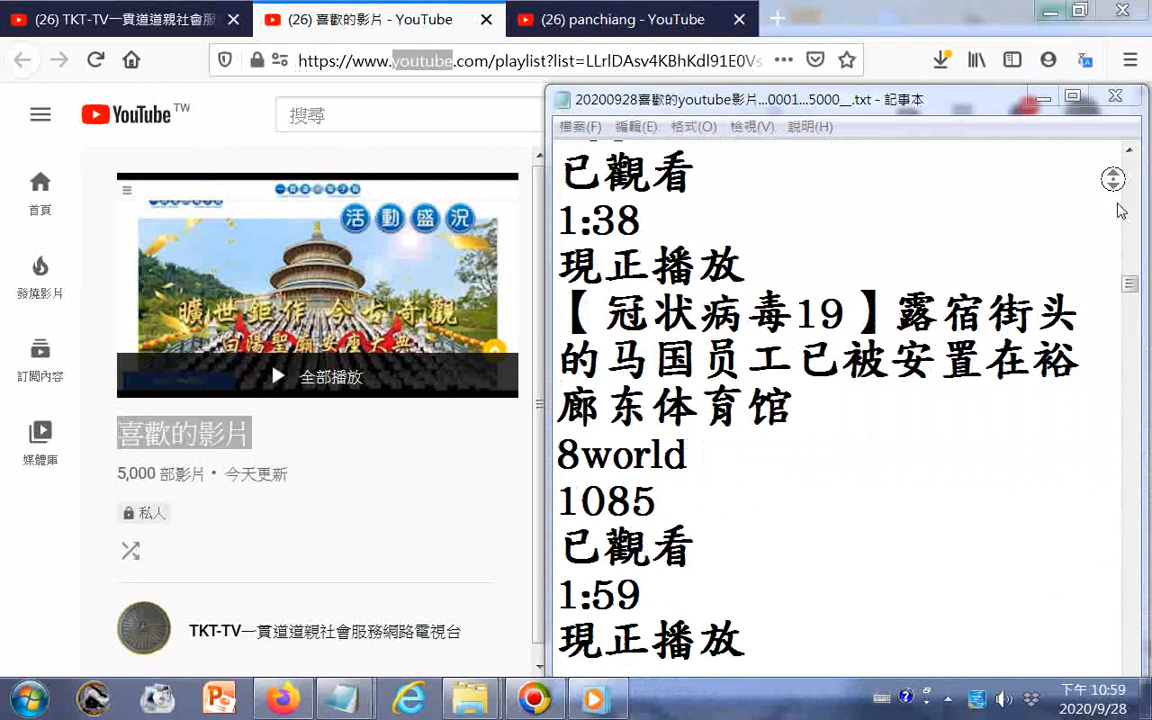 (26) TKT-TV一貫道道親社會服
(26) 喜歡的影片 - YouTube
(26) panchiang - YouTube
https://www.youtube.com/playlist?list=LLrlDAsv4KBhKdl91E0Vs
YouTube TW
搜尋
首頁
發燒影片
訂閱內容
媒體庫
活動盛況
曠世鉅作 今古奇觀
白陽聖廟安座大典
全部播放
喜歡的影片
5,000 部影片 • 今天更新
私人
TKT-TV一貫道道親社會服務網路電視台
20200928喜歡的youtube影片...0001...5000__.txt - 記事本
檔案(F) 編輯(E) 格式(O) 檢視(V) 說明(H)
已觀看
1:38
現正播放
【冠状病毒19】露宿街头
的马国员工已被安置在裕
廊东体育馆
8world
1085
已觀看
1:59
現正播放
下午 10:59
2020/9/28